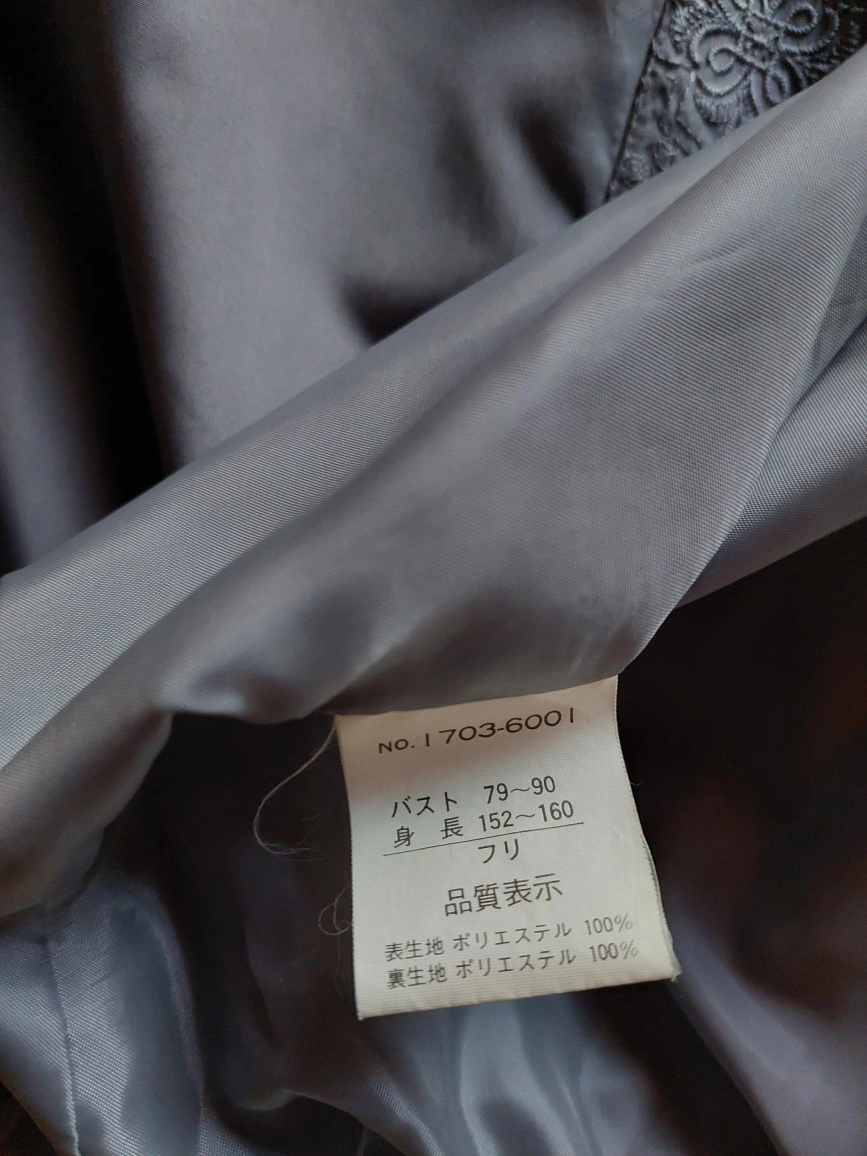 NO. 1703-6001
バスト 79～90
身 長 152～160
フリ
品質表示
表生地 ポリエステル 100%
裏生地 ポリエステル 100%